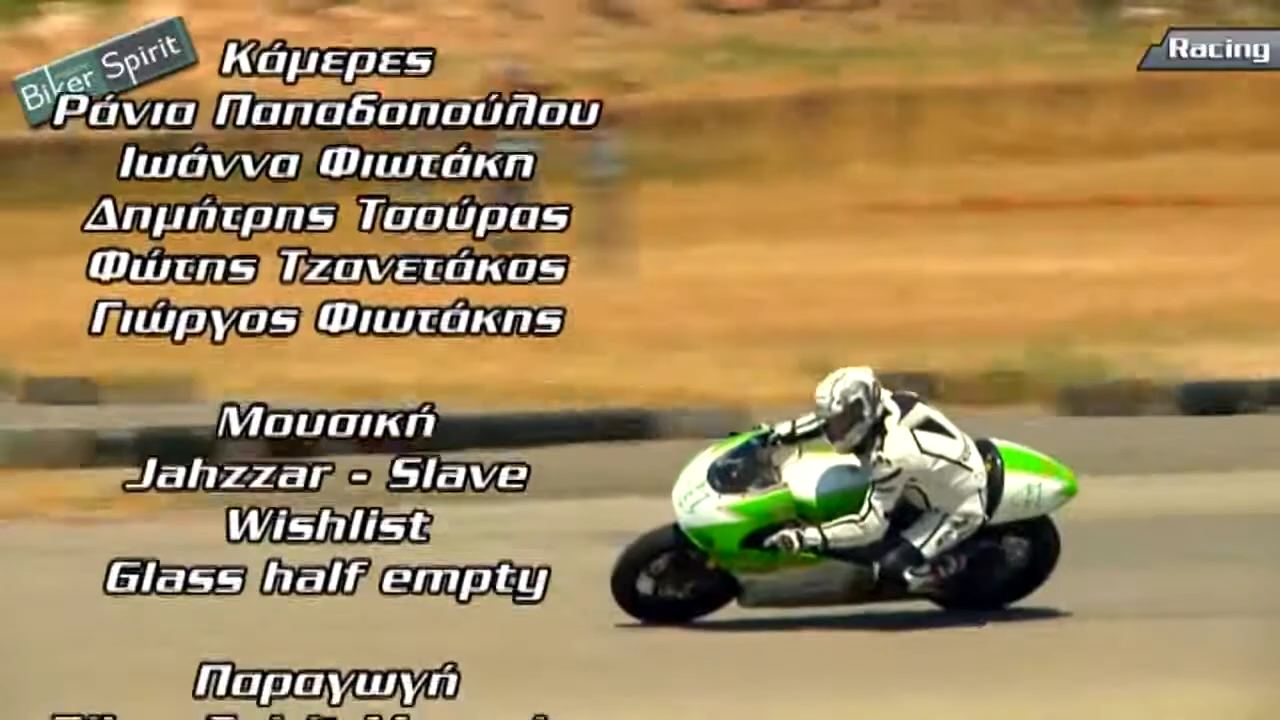 Biker Spirit
Racing
Κάμερες
Ράνια Παπαδοπούλου
Ιωάννα Φιωτάκη
Δημήτρης Τσούρας
Φώτης Τζανετάκος
Γιώργος Φιωτάκης
Μουσική
Jahzzar - Slave
Wishlist
Glass half empty
Παραγωγή